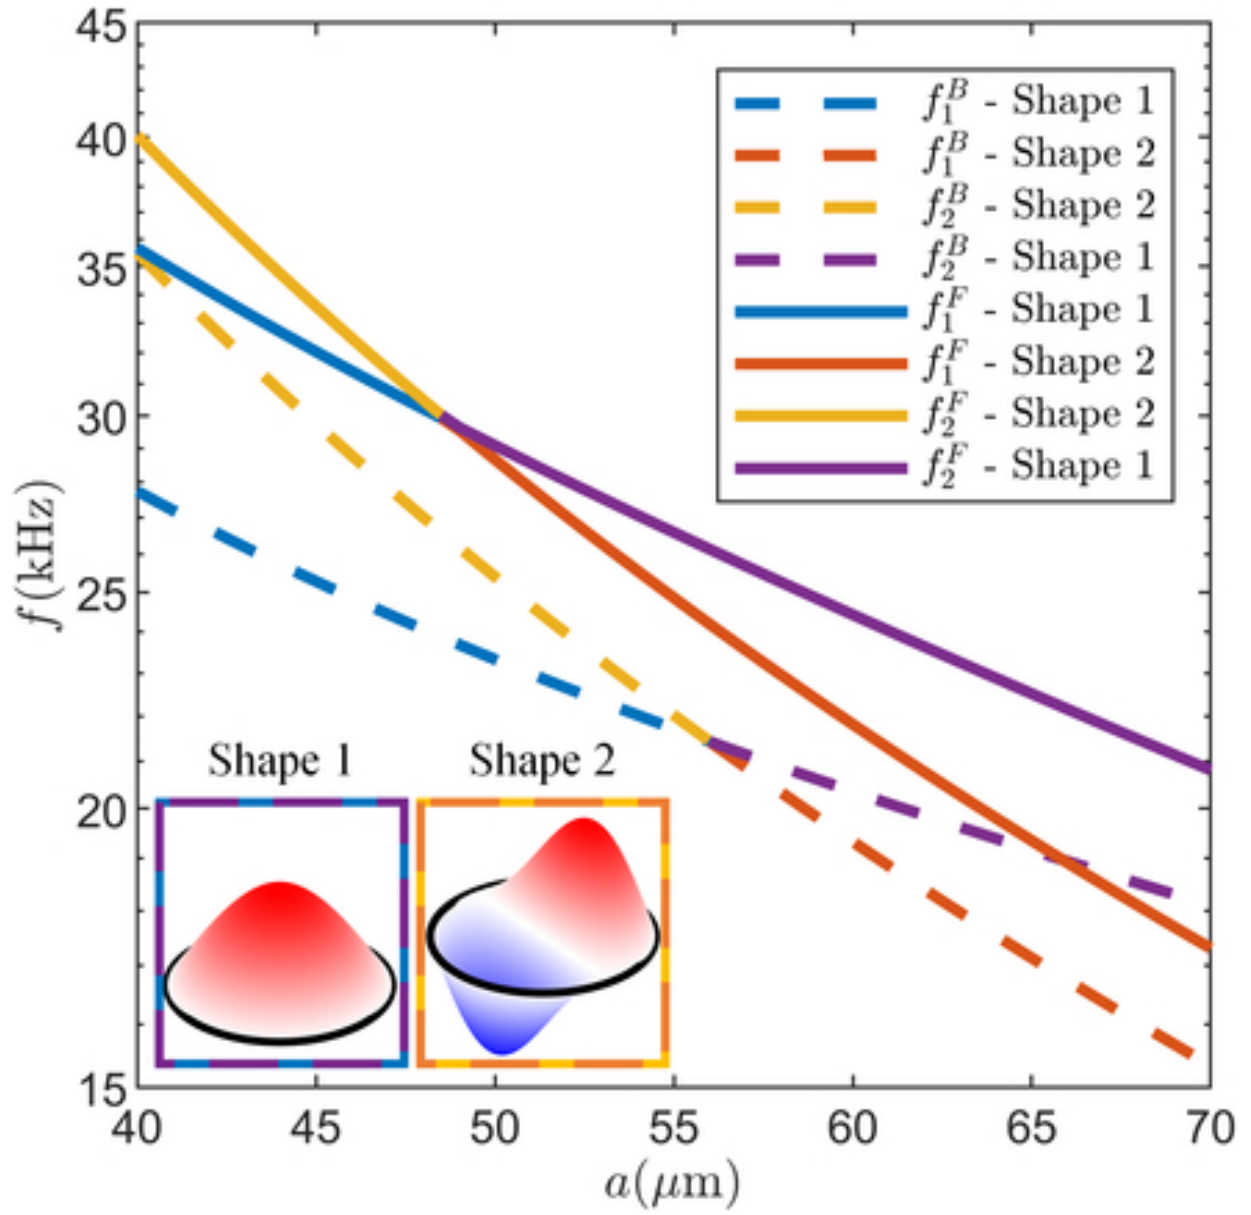 45
40
35
30
25
20
15
f(kHz)
f₁ᴮ - Shape 1
f₁ᴮ - Shape 2
f₂ᴮ - Shape 2
f₂ᴮ - Shape 1
f₁ꟳ - Shape 1
f₁ꟳ - Shape 2
f₂ꟳ - Shape 2
f₂ꟳ - Shape 1
Shape 1 Shape 2
40 45 50 55 60 65 70
a(μm)